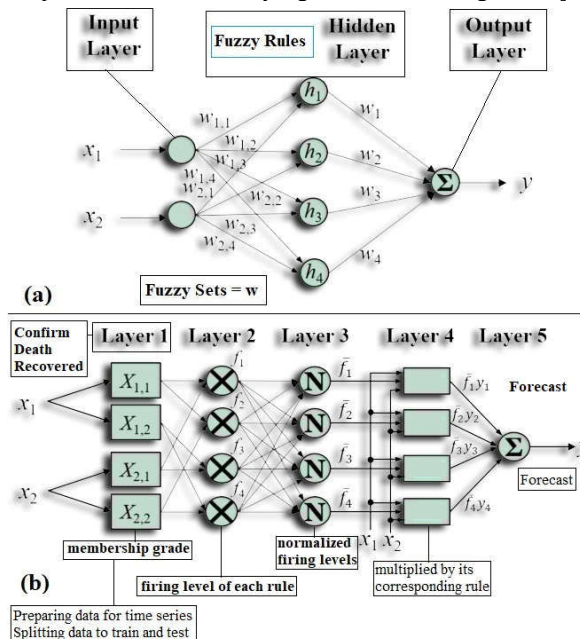 Input
Layer
Fuzzy Rules
Hidden
Layer
Output
Layer
h₁
w₁,₁
w₁
x₁
w₁,₂
h₂
w₂
w₁,₃
w₁,₄
Σ
y
w₂,₁
w₃
x₂
w₂,₂
h₃
w₂,₃
w₂,₄
w₄
h₄
(a)
Fuzzy Sets = w
Confirm
Death
Recovered
Layer 1
Layer 2
Layer 3
Layer 4
Layer 5
f₁
f̄₁
X₁,₁
N
f̄₁y₁
Forecast
x₁
f₂
f̄₂
X₁,₂
N
f̄₂y₂
f₃
f̄₃
f̄₃y₃
Σ
X₂,₁
N
x₂
f₄
f̄₄
f̄₄y₄
Forecast
X₂,₂
N
x₁ x₂
membership grade
normalized
firing levels
multiplied by its
corresponding rule
(b)
firing level of each rule
Preparing data for time series
Splitting data to train and test